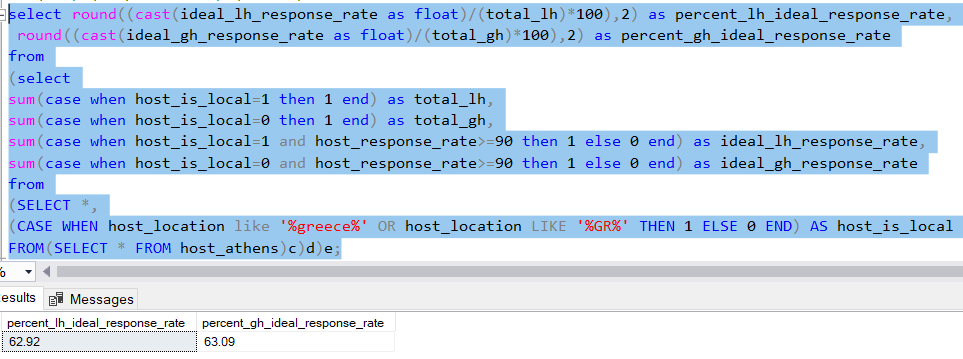 select round((cast(ideal_lh_response_rate as float)/(total_lh)*100),2) as percent_lh_ideal_response_rate,
round((cast(ideal_gh_response_rate as float)/(total_gh)*100),2) as percent_gh_ideal_response_rate
from
(select
sum(case when host_is_local=1 then 1 end) as total_lh,
sum(case when host_is_local=0 then 1 end) as total_gh,
sum(case when host_is_local=1 and host_response_rate>=90 then 1 else 0 end) as ideal_lh_response_rate,
sum(case when host_is_local=0 and host_response_rate>=90 then 1 else 0 end) as ideal_gh_response_rate
from
(SELECT *,
(CASE WHEN host_location like '%greece%' OR host_location LIKE '%GR%' THEN 1 ELSE 0 END) AS host_is_local
FROM(SELECT * FROM host_athens)c)d)e;
%
esults Messages
percent_lh_ideal_response_rate percent_gh_ideal_response_rate
62.92 63.09